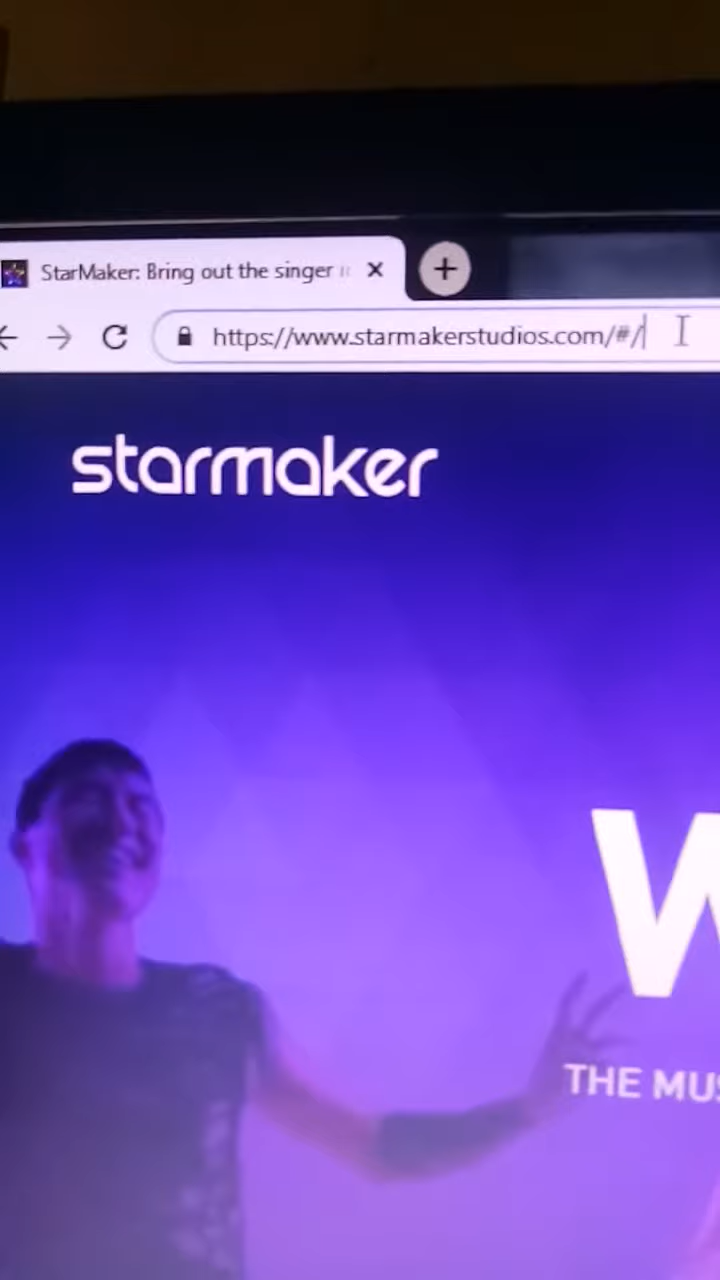 StarMaker: Bring out the singer
https://www.starmakerstudios.com/#/
starmaker
W
THE MUS